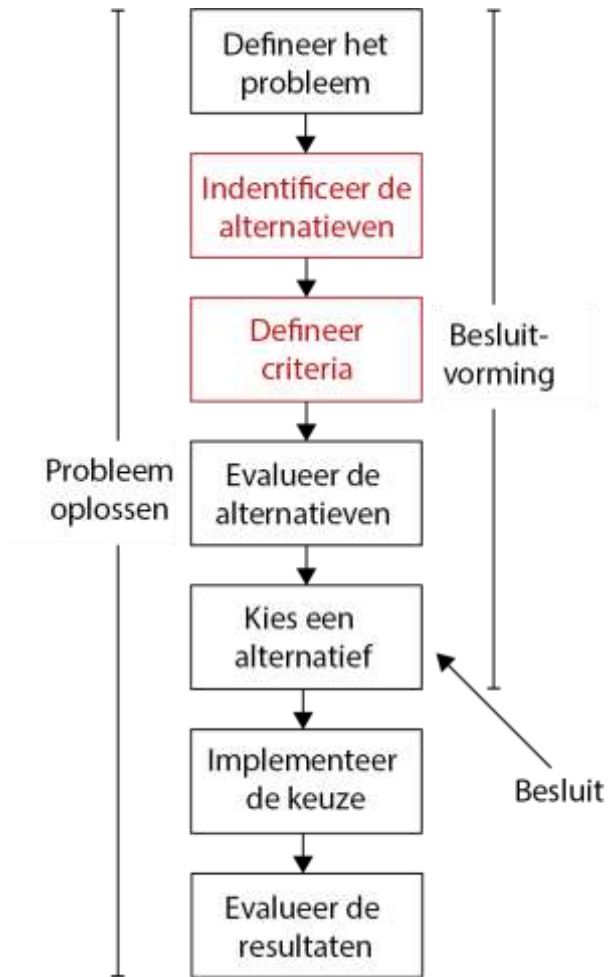 Defineer het
probleem
Indentificeer de
alternatieven
Defineer
criteria
Besluit-
vorming
Probleem
oplossen
Evalueer de
alternatieven
Kies een
alternatief
Implementeer
de keuze
Besluit
Evalueer de
resultaten